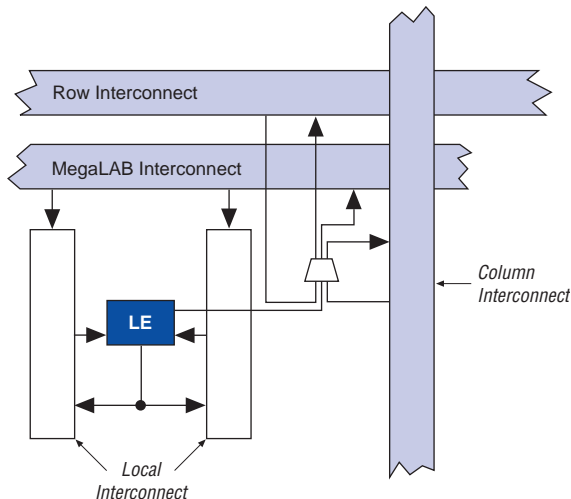 Row Interconnect
MegaLAB Interconnect
LE
Column
Interconnect
Local
Interconnect